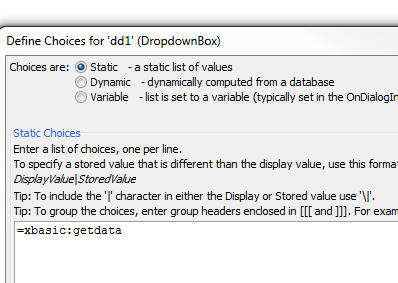 Define Choices for 'dd1' (DropdownBox)
Choices are: Static - a static list of values
Dynamic - dynamically computed from a database
Variable - list is set to a variable (typically set in the OnDialogIn
Static Choices
Enter a list of choices, one per line.
To specify a stored value that is different than the display value, use this forma
DisplayValue|StoredValue
Tip: To include the '|' character in either the Display or Stored value use '\|'.
Tip: To group the choices, enter group headers enclosed in [[[ and ]]]. For exam
=xbasic:getdata